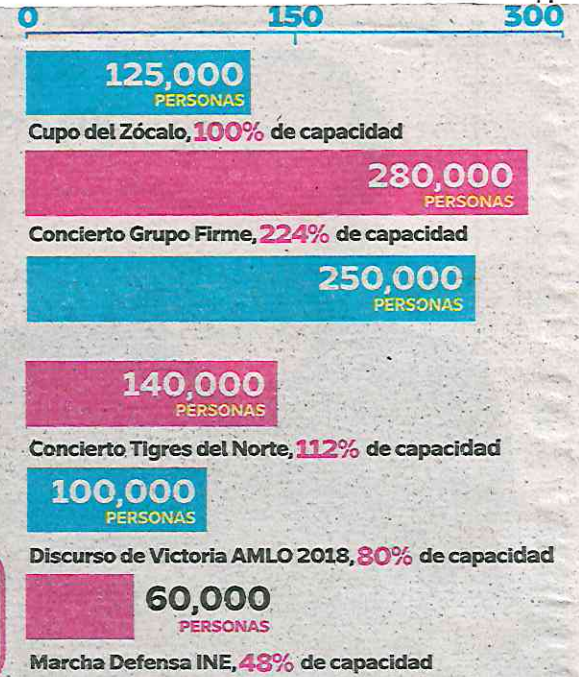 0 150 300
125,000
PERSONAS
Cupo del Zócalo, 100% de capacidad
280,000
PERSONAS
Concierto Grupo Firme, 224% de capacidad
250,000
PERSONAS
140,000
PERSONAS
Concierto Tigres del Norte, 112% de capacidad
100,000
PERSONAS
Discurso de Victoria AMLO 2018, 80% de capacidad
60,000
PERSONAS
Marcha Defensa INE, 48% de capacidad